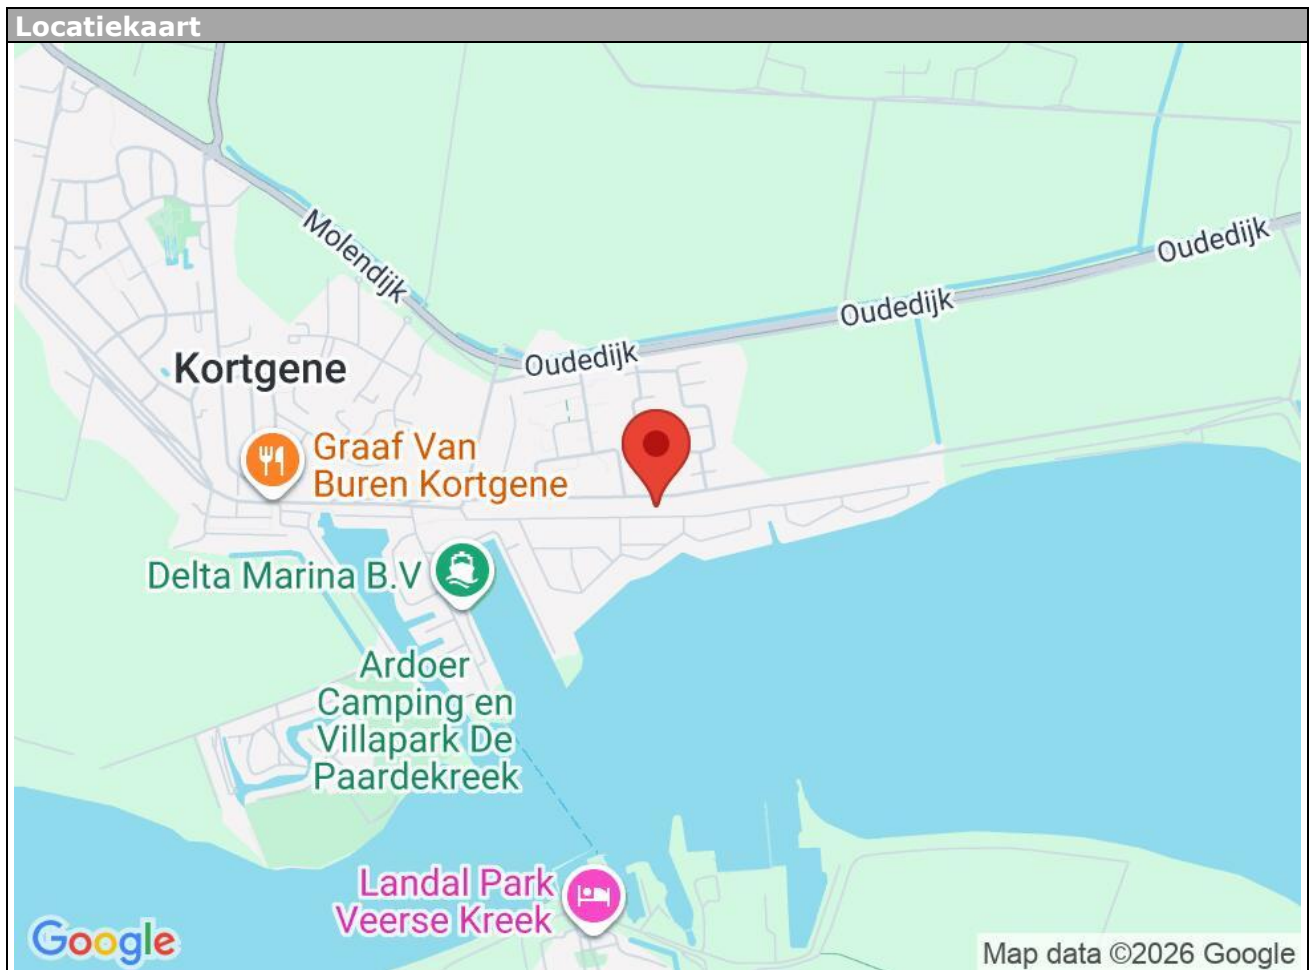 Locatiekaart
Molendijk
Oudedijk
Oudedijk
Oudedijk
Kortgene
Graaf Van
Buren Kortgene
Delta Marina B.V
Ardoer
Camping en
Villapark De
Paardekreek
Landal Park
Veerse Kreek
Google
Map data ©2026 Google